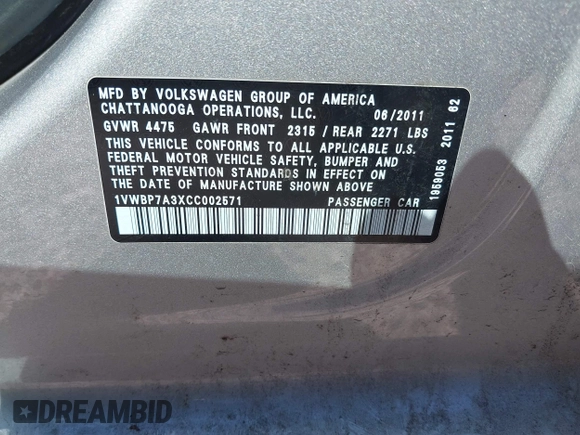 MFD BY VOLKSWAGEN GROUP OF AMERICA
CHATTANOOGA OPERATIONS, LLC. 06/2011
GVWR 4475 GAWR FRONT 2315/ REAR 2271 LBS
THIS VEHICLE CONFORMS TO ALL APPLICABLE U.S.
FEDERAL MOTOR VEHICLE SAFETY, BUMPER AND
THEFT PREVENTION STANDARDS IN EFFECT ON
THE DATE OF MANUFACTURE SHOWN ABOVE
1VWBP7A3XCC002571 PASSENGER CAR
1959053 2011 62
DREAMBID